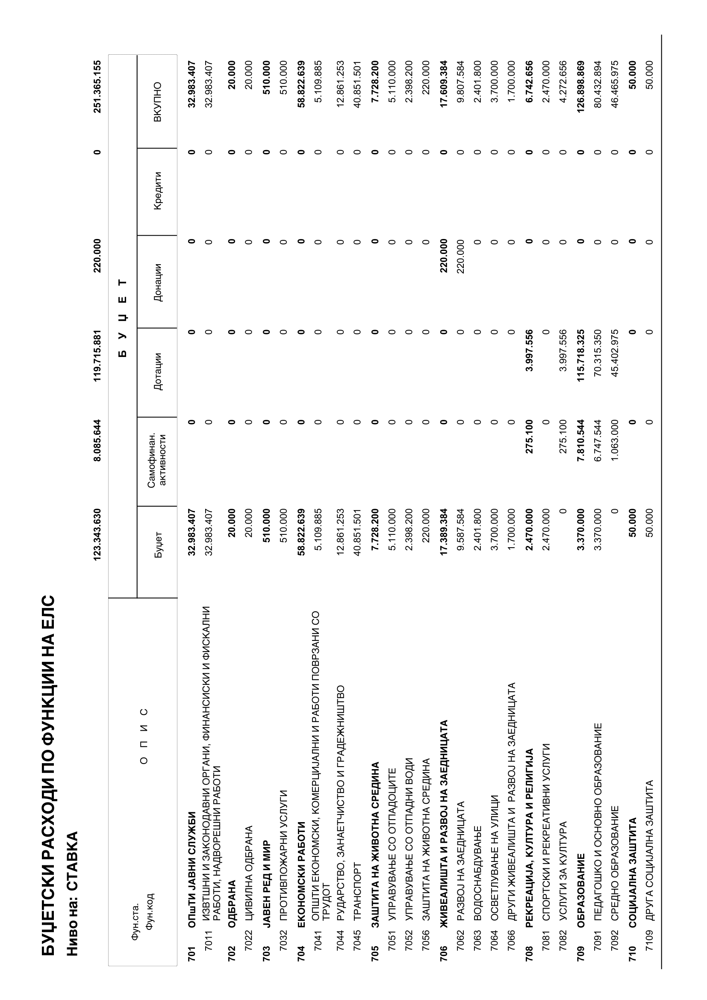 БУЏЕТСКИ РАСХОДИ ПО ФУНКЦИИ НА ЕЛС
Ниво на: СТАВКА
123.343.630 8.085.644 119.715.881 220.000 0 251.365.155
Фун.ста.
Фун.код
О П И С
Б У Џ Е Т
Буџет Самофинан. активности Дотации Донации Кредити ВКУПНО
701 ОПшТИ ЈАВНИ СЛУЖБИ 32.983.407 0 0 0 0 32.983.407
7011 ИЗВТШНИ И ЗАКОНОДАВНИ ОРГАНИ, ФИНАНСИСКИ И ФИСКАЛНИ 32.983.407 0 0 0 0 32.983.407
РАБОТИ, НАДВОРЕШНИ РАБОТИ
702 ОДБРАНА 20.000 0 0 0 0 20.000
7022 ЦИВИЛНА ОДБРАНА 20.000 0 0 0 0 20.000
703 ЈАВЕН РЕД И МИР 510.000 0 0 0 0 510.000
7032 ПРОТИВПОЖАРНИ УСЛУГИ 510.000 0 0 0 0 510.000
704 ЕКОНОМСКИ РАБОТИ 58.822.639 0 0 0 0 58.822.639
7041 ОПШТИ ЕКОНОМСКИ, КОМЕРЦИЈАЛНИ И РАБОТИ ПОВРЗАНИ СО 5.109.885 0 0 0 0 5.109.885
ТРУДОТ
7044 РУДАРСТВО, ЗАНАЕТЧИСТВО И ГРАДЕЖНИШТВО 12.861.253 0 0 0 0 12.861.253
7045 ТРАНСПОРТ 40.851.501 0 0 0 0 40.851.501
705 ЗАШТИТА НА ЖИВОТНА СРЕДИНА 7.728.200 0 0 0 0 7.728.200
7051 УПРАВУВАЊЕ СО ОТПАДОЦИТЕ 5.110.000 0 0 0 0 5.110.000
7052 УПРАВУВАЊЕ СО ОТПАДНИ ВОДИ 2.398.200 0 0 0 0 2.398.200
7056 ЗАШТИТА НА ЖИВОТНА СРЕДИНА 220.000 0 0 0 0 220.000
706 ЖИВЕАЛИШТА И РАЗВОЈ НА ЗАЕДНИЦАТА 17.389.384 0 0 220.000 0 17.609.384
7062 РАЗВОЈ НА ЗАЕДНИЦАТА 9.587.584 0 0 220.000 0 9.807.584
7063 ВОДОСНАБДУВАЊЕ 2.401.800 0 0 0 0 2.401.800
7064 ОСВЕТЛУВАЊЕ НА УЛИЦИ 3.700.000 0 0 0 0 3.700.000
7066 ДРУГИ ЖИВЕАЛИШТА И РАЗВОЈ НА ЗАЕДНИЦАТА 1.700.000 0 0 0 0 1.700.000
708 РЕКРЕАЦИЈА, КУЛТУРА И РЕЛИГИЈА 2.470.000 275.100 3.997.556 0 0 6.742.656
7081 СПОРТСКИ И РЕКРЕАТИВНИ УСЛУГИ 2.470.000 0 0 0 0 2.470.000
7082 УСЛУГИ ЗА КУЛТУРА 0 275.100 3.997.556 0 0 4.272.656
709 ОБРАЗОВАНИЕ 3.370.000 7.810.544 115.718.325 0 0 126.898.869
7091 ПЕДАГОШКО И ОСНОВНО ОБРАЗОВАНИЕ 3.370.000 6.747.544 70.315.350 0 0 80.432.894
7092 СРЕДНО ОБРАЗОВАНИЕ 0 1.063.000 45.402.975 0 0 46.465.975
710 СОЦИЈАЛНА ЗАШТИТА 50.000 0 0 0 0 50.000
7109 ДРУГА СОЦИЈАЛНА ЗАШТИТА 50.000 0 0 0 0 50.000